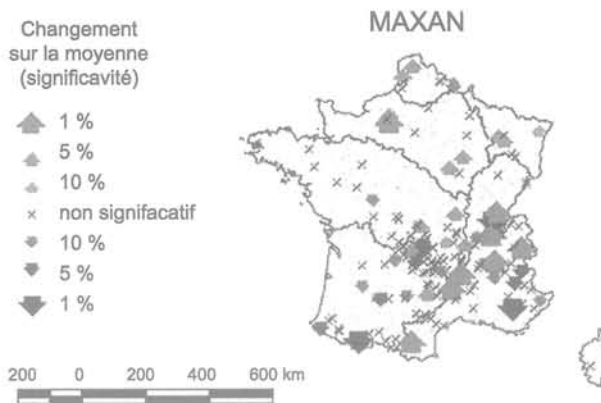 MAXAN
Changement
sur la moyenne
(significavité)
1 %
5 %
10 %
non signifacatif
10 %
5 %
1 %
200 0 200 400 600 km